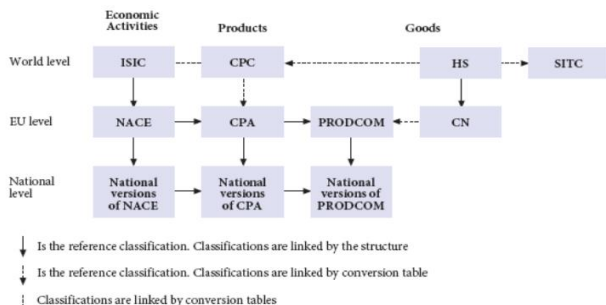 Economic
Activities
Products
Goods
World level
ISIC
CPC
HS
SITC
EU level
NACE
CPA
PRODCOM
CN
National
level
National
versions
of NACE
National
versions
of CPA
National
versions of
PRODCOM
Is the reference classification. Classifications are linked by the structure
Is the reference classification. Classifications are linked by conversion table
Classifications are linked by conversion tables